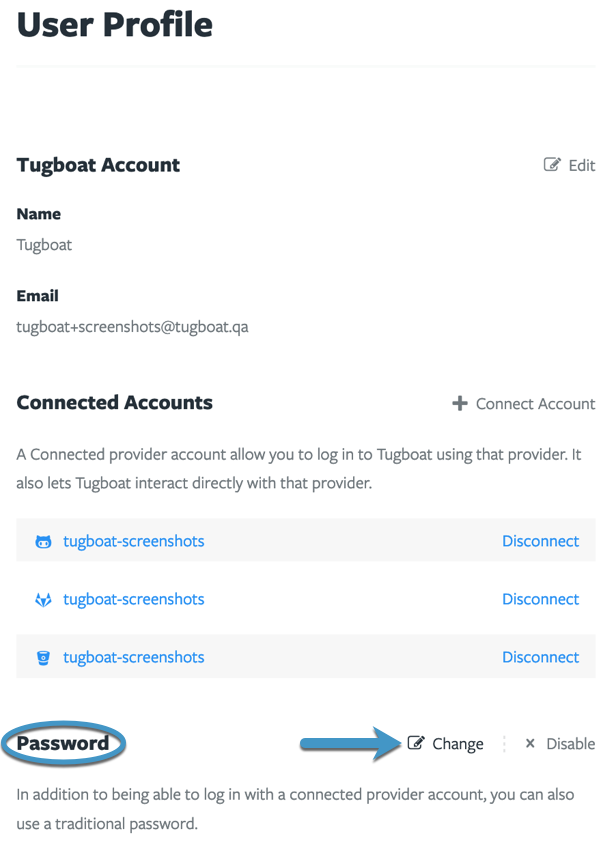 User Profile
Tugboat Account
Edit
Name
Tugboat
Email
tugboat+screenshots@tugboat.qa
Connected Accounts
Connect Account
A Connected provider account allow you to log in to Tugboat using that provider. It
also lets Tugboat interact directly with that provider.
tugboat-screenshots
Disconnect
tugboat-screenshots
Disconnect
tugboat-screenshots
Disconnect
Password
Change
Disable
In addition to being able to log in with a connected provider account, you can also
use a traditional password.